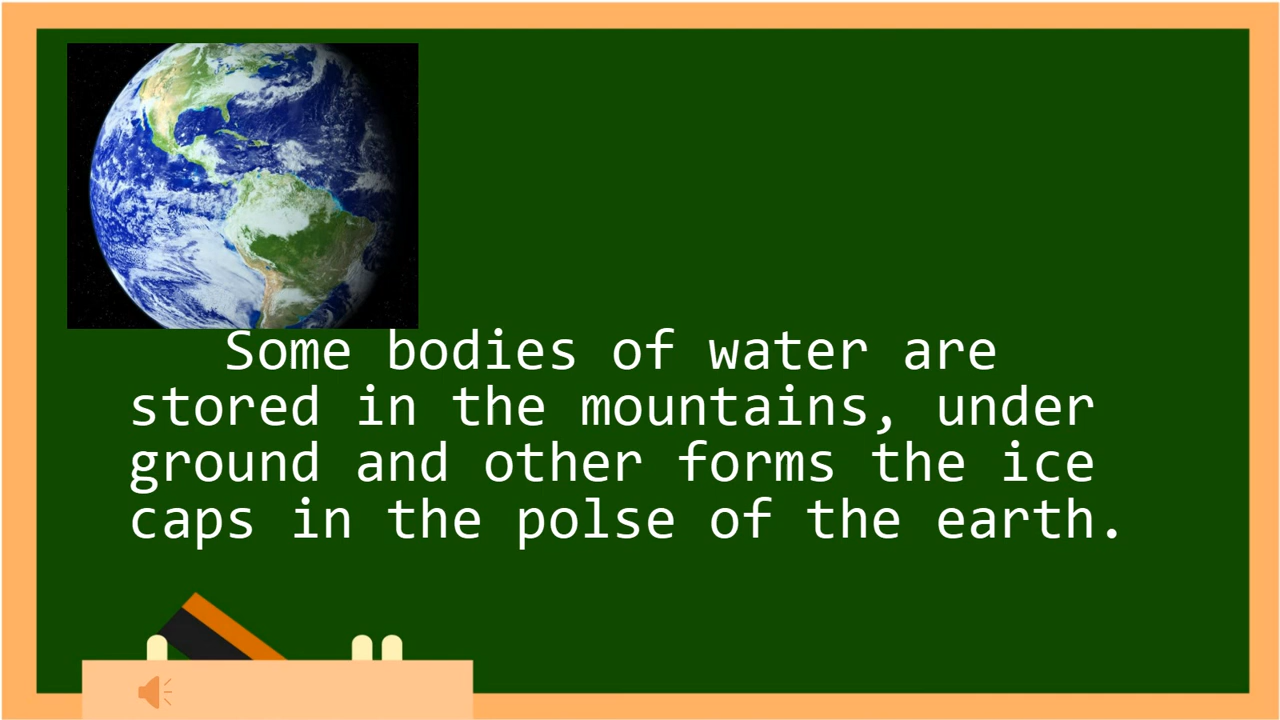 Some bodies of water are
stored in the mountains, under
ground and other forms the ice
caps in the polse of the earth.